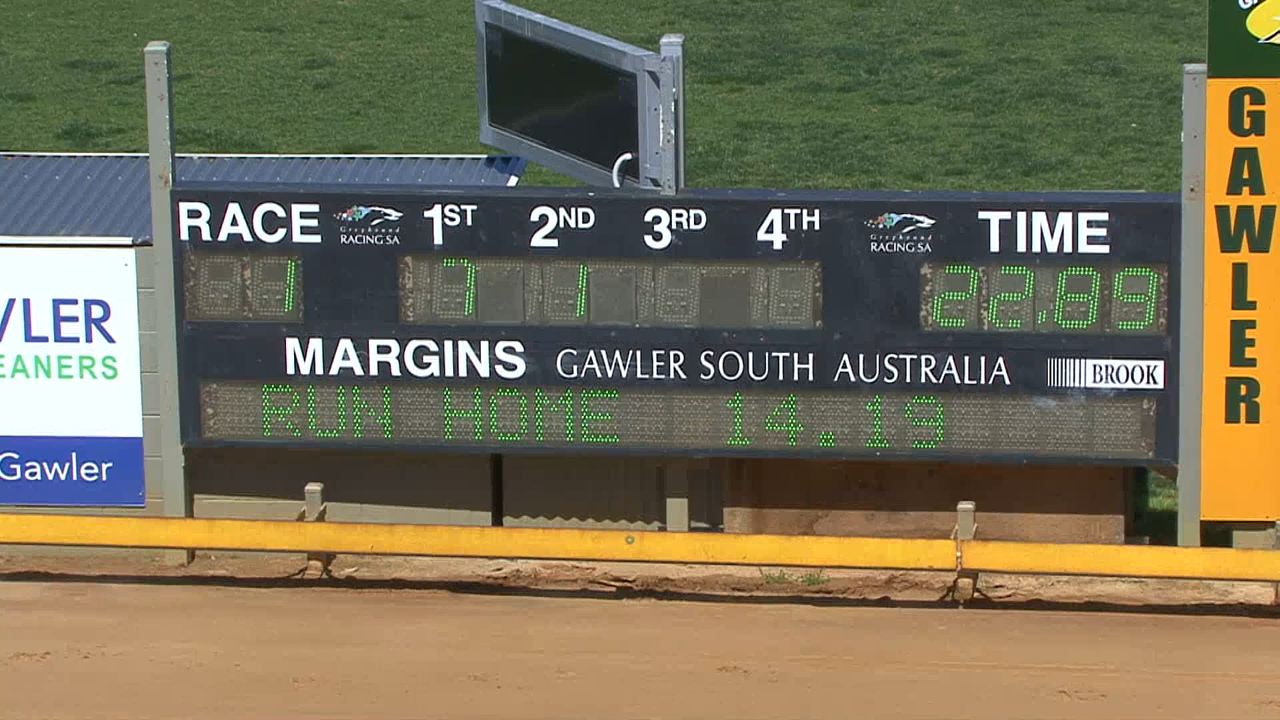 RACE Greyhound RACING SA 1ST 2ND 3RD 4TH Greyhound RACING SA TIME
1 7 1 22.89
MARGINS GAWLER SOUTH AUSTRALIA BROOK
RUN HOME 14.19
GAWLER
VLER
EANERS
Gawler